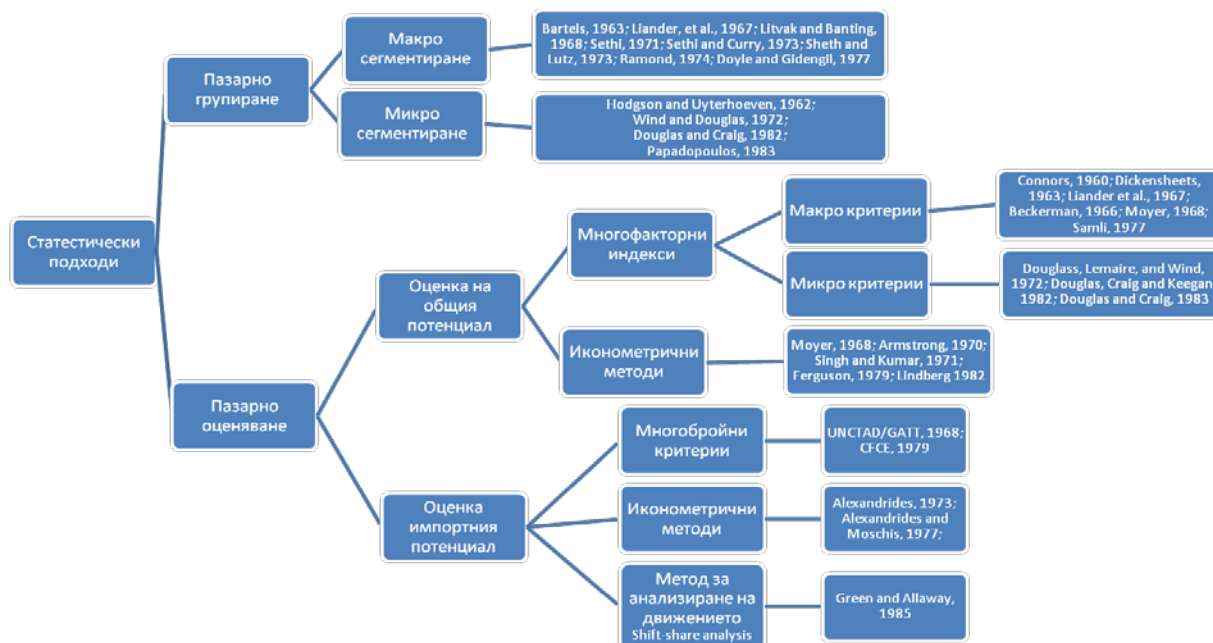 Статестически
подходи
Пазарно
групиране
Макро
сегментиране
Bartels, 1963; Liander, et al., 1967; Litvak and Banting,
1968; Sethi, 1971; Sethi and Curry, 1973; Sheth and
Lutz, 1973; Ramond, 1974; Doyle and Gidengil, 1977
Микро
сегментиране
Hodgson and Uyterhoeven, 1962;
Wind and Douglas, 1972;
Douglas and Craig, 1982;
Papadopoulos, 1983
Пазарно
оценяване
Оценка на
общия
потенциал
Многофакторни
индекси
Макро критерии
Connors, 1960; Dickensheets,
1963; Liander et al., 1967;
Beckerman, 1966; Moyer, 1968;
Samli, 1977
Микро критерии
Douglass, Lemaire, and Wind,
1972; Douglas, Craig and Keegan
1982; Douglas and Craig, 1983
Иконометрични
методи
Moyer, 1968; Armstrong, 1970;
Singh and Kumar, 1971;
Ferguson, 1979; Lindberg 1982
Оценка
импортния
потенциал
Многобройни
критерии
UNCTAD/GATT, 1968;
CFCE, 1979
Иконометрични
методи
Alexandrides, 1973;
Alexandrides and
Moschis, 1977;
Метод за
анализиране на
движението
Shift-share analysis
Green and Allaway,
1985